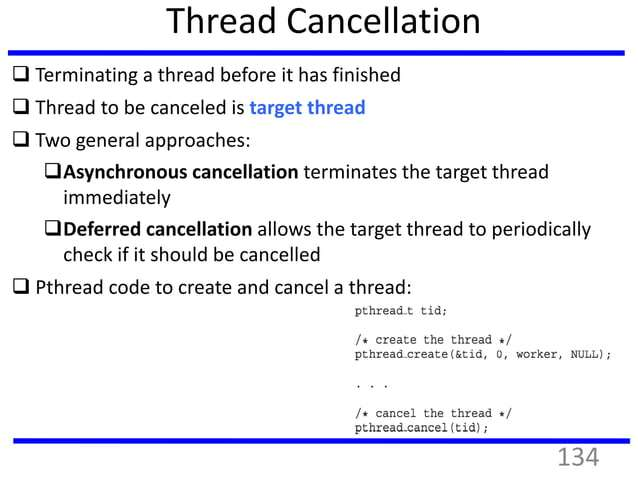 Thread Cancellation
❑ Terminating a thread before it has finished
❑ Thread to be canceled is target thread
❑ Two general approaches:
❑Asynchronous cancellation terminates the target thread
immediately
❑Deferred cancellation allows the target thread to periodically
check if it should be cancelled
❑ Pthread code to create and cancel a thread:
pthread_t tid;
/* create the thread */
pthread_create(&tid, 0, worker, NULL);
. . .
/* cancel the thread */
pthread_cancel(tid);
134